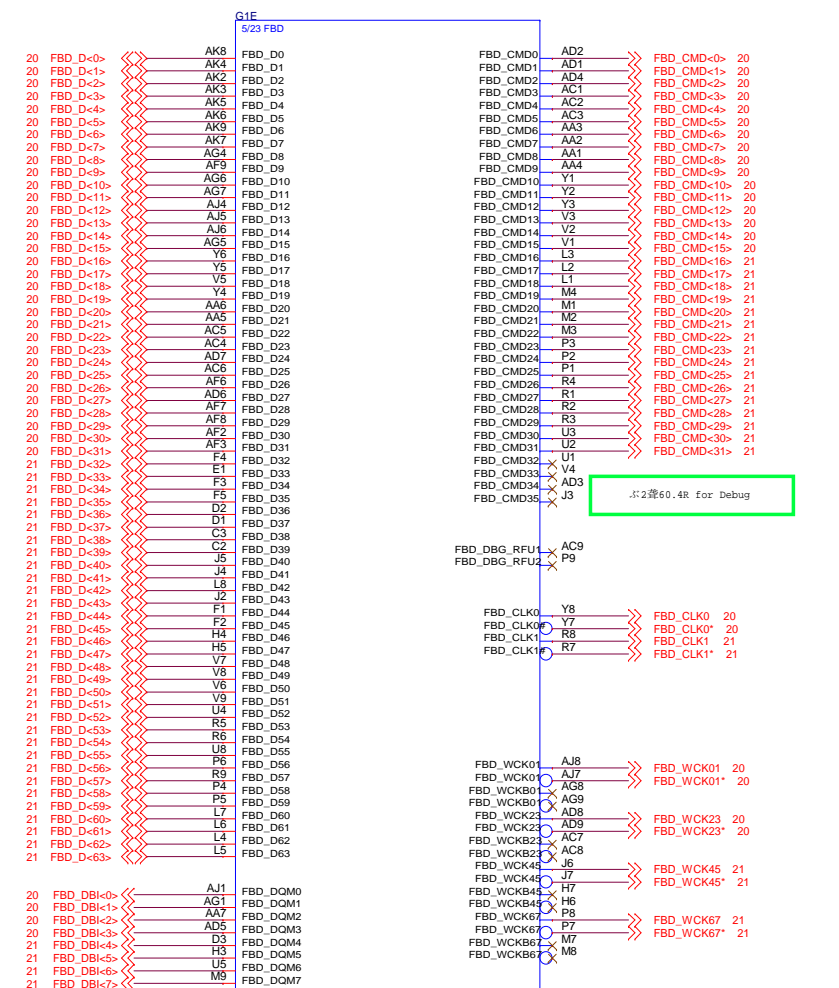 G1E
5/23 FBD
20 FBD_D<0> AK8 FBD_D0 FBD_CMD0 AD2 FBD_CMD<0> 20
20 FBD_D<1> AK4 FBD_D1 FBD_CMD1 AD1 FBD_CMD<1> 20
20 FBD_D<2> AK2 FBD_D2 FBD_CMD2 AD4 FBD_CMD<2> 20
20 FBD_D<3> AK3 FBD_D3 FBD_CMD3 AC1 FBD_CMD<3> 20
20 FBD_D<4> AK5 FBD_D4 FBD_CMD4 AC2 FBD_CMD<4> 20
20 FBD_D<5> AK6 FBD_D5 FBD_CMD5 AC3 FBD_CMD<5> 20
20 FBD_D<6> AK9 FBD_D6 FBD_CMD6 AA3 FBD_CMD<6> 20
20 FBD_D<7> AK7 FBD_D7 FBD_CMD7 AA2 FBD_CMD<7> 20
20 FBD_D<8> AG4 FBD_D8 FBD_CMD8 AA1 FBD_CMD<8> 20
20 FBD_D<9> AF9 FBD_D9 FBD_CMD9 AA4 FBD_CMD<9> 20
20 FBD_D<10> AG6 FBD_D10 FBD_CMD10 Y1 FBD_CMD<10> 20
20 FBD_D<11> AG7 FBD_D11 FBD_CMD11 Y2 FBD_CMD<11> 20
20 FBD_D<12> AJ4 FBD_D12 FBD_CMD12 Y3 FBD_CMD<12> 20
20 FBD_D<13> AJ5 FBD_D13 FBD_CMD13 V3 FBD_CMD<13> 20
20 FBD_D<14> AJ6 FBD_D14 FBD_CMD14 V2 FBD_CMD<14> 20
20 FBD_D<15> AG5 FBD_D15 FBD_CMD15 V1 FBD_CMD<15> 20
20 FBD_D<16> Y6 FBD_D16 FBD_CMD16 L3 FBD_CMD<16> 21
20 FBD_D<17> Y5 FBD_D17 FBD_CMD17 L2 FBD_CMD<17> 21
20 FBD_D<18> V5 FBD_D18 FBD_CMD18 L1 FBD_CMD<18> 21
20 FBD_D<19> Y4 FBD_D19 FBD_CMD19 M4 FBD_CMD<19> 21
20 FBD_D<20> AA6 FBD_D20 FBD_CMD20 M1 FBD_CMD<20> 21
20 FBD_D<21> AA5 FBD_D21 FBD_CMD21 M2 FBD_CMD<21> 21
20 FBD_D<22> AC5 FBD_D22 FBD_CMD22 M3 FBD_CMD<22> 21
20 FBD_D<23> AC4 FBD_D23 FBD_CMD23 P3 FBD_CMD<23> 21
20 FBD_D<24> AD7 FBD_D24 FBD_CMD24 P2 FBD_CMD<24> 21
20 FBD_D<25> AC6 FBD_D25 FBD_CMD25 P1 FBD_CMD<25> 21
20 FBD_D<26> AF6 FBD_D26 FBD_CMD26 R4 FBD_CMD<26> 21
20 FBD_D<27> AD6 FBD_D27 FBD_CMD27 R1 FBD_CMD<27> 21
20 FBD_D<28> AF7 FBD_D28 FBD_CMD28 R2 FBD_CMD<28> 21
20 FBD_D<29> AF8 FBD_D29 FBD_CMD29 R3 FBD_CMD<29> 21
20 FBD_D<30> AF2 FBD_D30 FBD_CMD30 U3 FBD_CMD<30> 21
20 FBD_D<31> AF3 FBD_D31 FBD_CMD31 U2 FBD_CMD<31> 21
21 FBD_D<32> F4 FBD_D32 FBD_CMD32 U1
21 FBD_D<33> E1 FBD_D33 FBD_CMD33 V4
21 FBD_D<34> F3 FBD_D34 FBD_CMD34 AD3
21 FBD_D<35> F5 FBD_D35 FBD_CMD35 J3 ぶ2聋60.4R for Debug
21 FBD_D<36> D2 FBD_D36
21 FBD_D<37> D1 FBD_D37
21 FBD_D<38> C3 FBD_D38
21 FBD_D<39> C2 FBD_D39 FBD_DBG_RFU1 AC9
21 FBD_D<40> J5 FBD_D40 FBD_DBG_RFU2 P9
21 FBD_D<41> J4 FBD_D41
21 FBD_D<42> L8 FBD_D42
21 FBD_D<43> J2 FBD_D43
21 FBD_D<44> F1 FBD_D44 FBD_CLK0 Y8 FBD_CLK0 20
21 FBD_D<45> F2 FBD_D45 FBD_CLK0# Y7 FBD_CLK0* 20
21 FBD_D<46> H4 FBD_D46 FBD_CLK1 R8 FBD_CLK1 21
21 FBD_D<47> H5 FBD_D47 FBD_CLK1# R7 FBD_CLK1* 21
21 FBD_D<48> V7 FBD_D48
21 FBD_D<49> V8 FBD_D49
21 FBD_D<50> V6 FBD_D50
21 FBD_D<51> V9 FBD_D51
21 FBD_D<52> U4 FBD_D52
21 FBD_D<53> R5 FBD_D53
21 FBD_D<54> R6 FBD_D54
21 FBD_D<55> U8 FBD_D55
21 FBD_D<56> P6 FBD_D56 FBD_WCK01 AJ8 FBD_WCK01 20
21 FBD_D<57> R9 FBD_D57 FBD_WCK01 AJ7 FBD_WCK01* 20
21 FBD_D<58> P4 FBD_D58 FBD_WCKB01 AG8
21 FBD_D<59> P5 FBD_D59 FBD_WCKB01 AG9
21 FBD_D<60> L7 FBD_D60 FBD_WCK23 AD8 FBD_WCK23 20
21 FBD_D<61> L6 FBD_D61 FBD_WCK23 AD9 FBD_WCK23* 20
21 FBD_D<62> L4 FBD_D62 FBD_WCKB23 AC7
21 FBD_D<63> L5 FBD_D63 FBD_WCKB23 AC8
FBD_WCK45 J6 FBD_WCK45 21
FBD_WCK45 J7 FBD_WCK45* 21
20 FBD_DBI<0> AJ1 FBD_DQM0 FBD_WCKB45 H7
20 FBD_DBI<1> AG1 FBD_DQM1 FBD_WCKB45 H6
20 FBD_DBI<2> AA7 FBD_DQM2 FBD_WCK67 P8 FBD_WCK67 21
20 FBD_DBI<3> AD5 FBD_DQM3 FBD_WCK67 P7 FBD_WCK67* 21
21 FBD_DBI<4> D3 FBD_DQM4 FBD_WCKB67 M7
21 FBD_DBI<5> H3 FBD_DQM5 FBD_WCKB67 M8
21 FBD_DBI<6> U5 FBD_DQM6
21 FBD_DBI<7> M9 FBD_DQM7